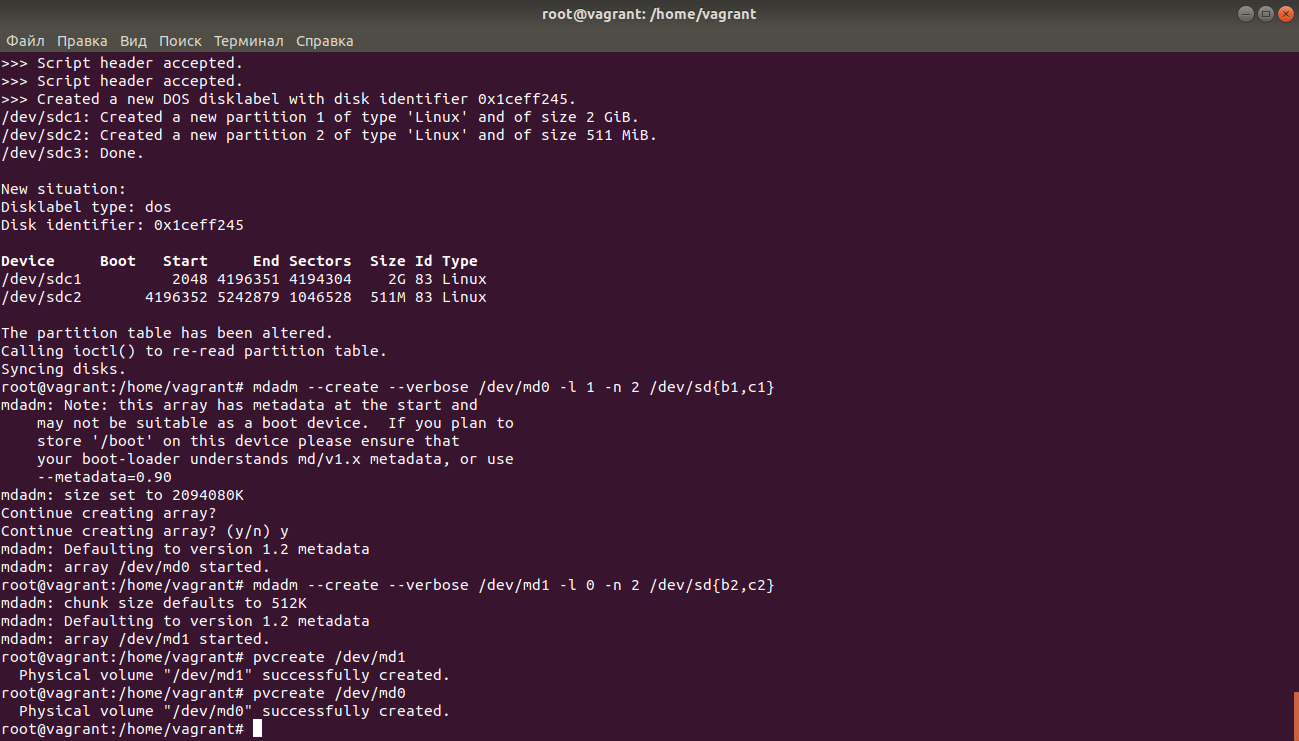 root@vagrant: /home/vagrant
Файл Правка Вид Поиск Терминал Справка
>>> Script header accepted.
>>> Script header accepted.
>>> Created a new DOS disklabel with disk identifier 0x1ceff245.
/dev/sdc1: Created a new partition 1 of type 'Linux' and of size 2 GiB.
/dev/sdc2: Created a new partition 2 of type 'Linux' and of size 511 MiB.
/dev/sdc3: Done.

New situation:
Disklabel type: dos
Disk identifier: 0x1ceff245

Device     Boot   Start     End Sectors  Size Id Type
/dev/sdc1          2048 4196351 4194304    2G 83 Linux
/dev/sdc2       4196352 5242879 1046528  511M 83 Linux

The partition table has been altered.
Calling ioctl() to re-read partition table.
Syncing disks.
root@vagrant:/home/vagrant# mdadm --create --verbose /dev/md0 -l 1 -n 2 /dev/sd{b1,c1}
mdadm: Note: this array has metadata at the start and
    may not be suitable as a boot device.  If you plan to
    store '/boot' on this device please ensure that
    your boot-loader understands md/v1.x metadata, or use
    --metadata=0.90
mdadm: size set to 2094080K
Continue creating array?
Continue creating array? (y/n) y
mdadm: Defaulting to version 1.2 metadata
mdadm: array /dev/md0 started.
root@vagrant:/home/vagrant# mdadm --create --verbose /dev/md1 -l 0 -n 2 /dev/sd{b2,c2}
mdadm: chunk size defaults to 512K
mdadm: Defaulting to version 1.2 metadata
mdadm: array /dev/md1 started.
root@vagrant:/home/vagrant# pvcreate /dev/md1
  Physical volume "/dev/md1" successfully created.
root@vagrant:/home/vagrant# pvcreate /dev/md0
  Physical volume "/dev/md0" successfully created.
root@vagrant:/home/vagrant#